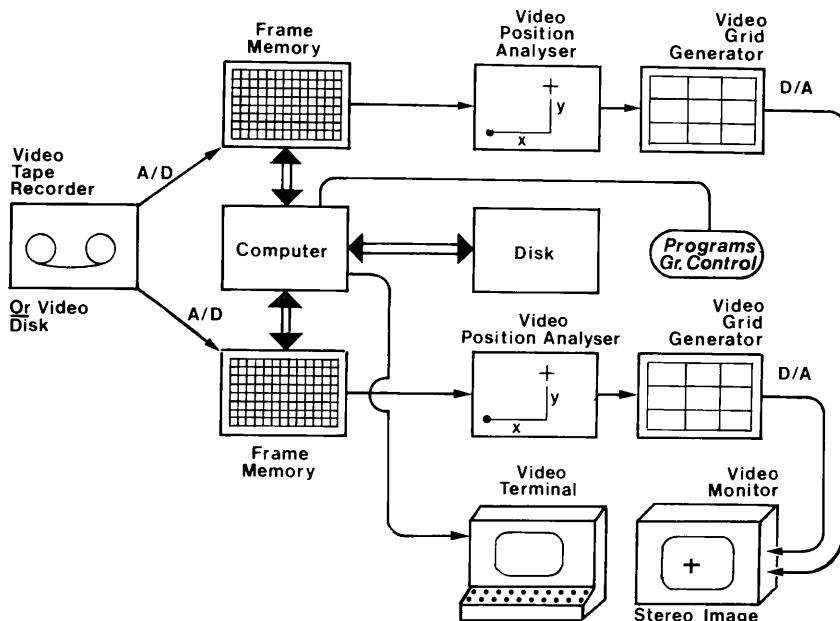 Frame
Memory
Video
Position
Analyser
Video
Grid
Generator
D/A
Video
Tape
Recorder
A/D
x
y
Computer
Disk
Programs
Gr. Control
Or Video
Disk
A/D
Video
Position Analyser
Video
Grid
Generator
D/A
x
y
Frame
Memory
Video
Terminal
Video
Monitor
Stereo Image